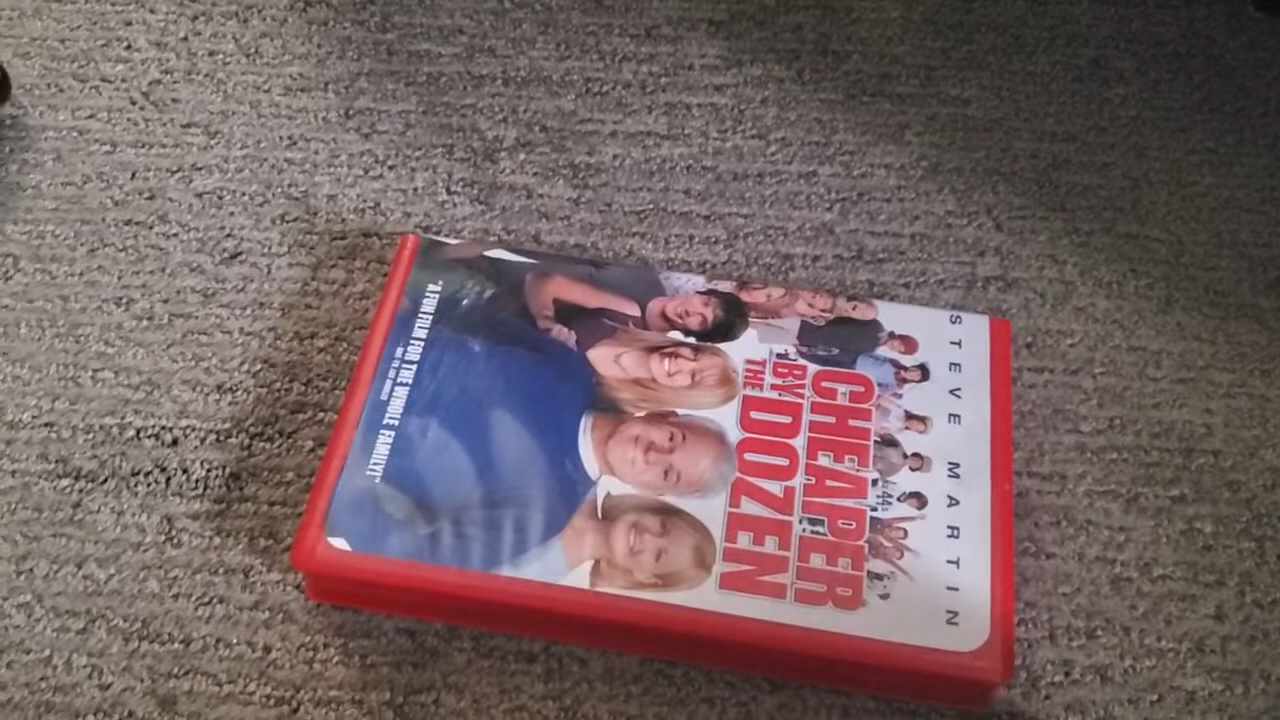 STEVE MARTIN
CHEAPER
BY THE DOZEN
"A FUN FILM FOR THE WHOLE FAMILY!"